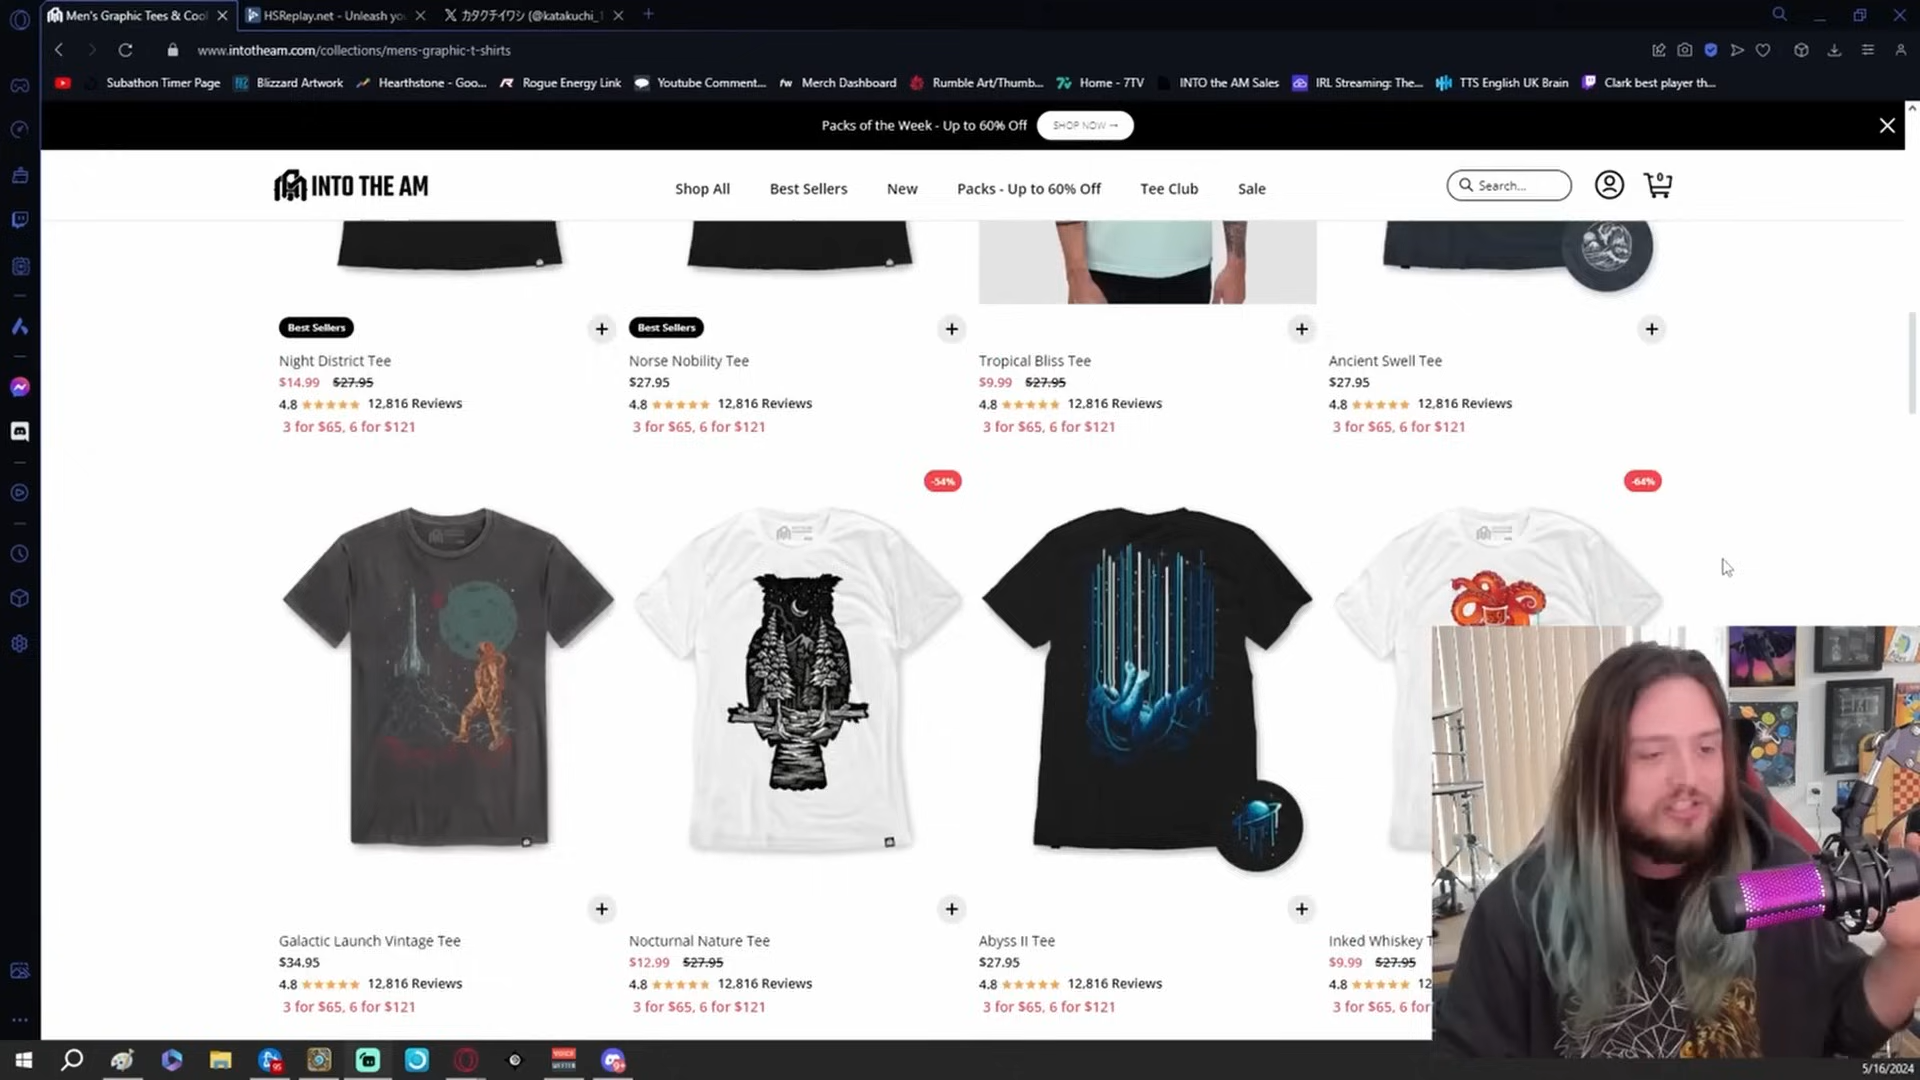 Men's Graphic Tees & Cool
HSReplay.net - Unleash yo
カタクチイワシ (@katakuchi_
www.intotheam.com/collections/mens-graphic-t-shirts
Subathon Timer Page
Blizzard Artwork
Hearthstone - Goo...
Rogue Energy Link
Youtube Comment...
fw Merch Dashboard
Rumble Art/Thumb...
Home - 7TV
INTO the AM Sales
IRL Streaming: The...
TTS English UK Brain
Clark best player th...
Packs of the Week - Up to 60% Off
SHOP NOW →
INTO THE AM
Shop All
Best Sellers
New
Packs - Up to 60% Off
Tee Club
Sale
Search...
0
Best Sellers
Best Sellers
Night District Tee
Norse Nobility Tee
Tropical Bliss Tee
Ancient Swell Tee
$14.99 $27.95
$27.95
$9.99 $27.95
$27.95
4.8 12,816 Reviews
4.8 12,816 Reviews
4.8 12,816 Reviews
4.8 12,816 Reviews
3 for $65, 6 for $121
3 for $65, 6 for $121
3 for $65, 6 for $121
3 for $65, 6 for $121
-54%
-64%
Galactic Launch Vintage Tee
Nocturnal Nature Tee
Abyss II Tee
Inked Whiskey T
$34.95
$12.99 $27.95
$27.95
$9.99 $27.95
4.8 12,816 Reviews
4.8 12,816 Reviews
4.8 12,816 Reviews
4.8 12
3 for $65, 6 for $121
3 for $65, 6 for $121
3 for $65, 6 for $121
3 for $65, 6 for
95
9+
5/16/2024